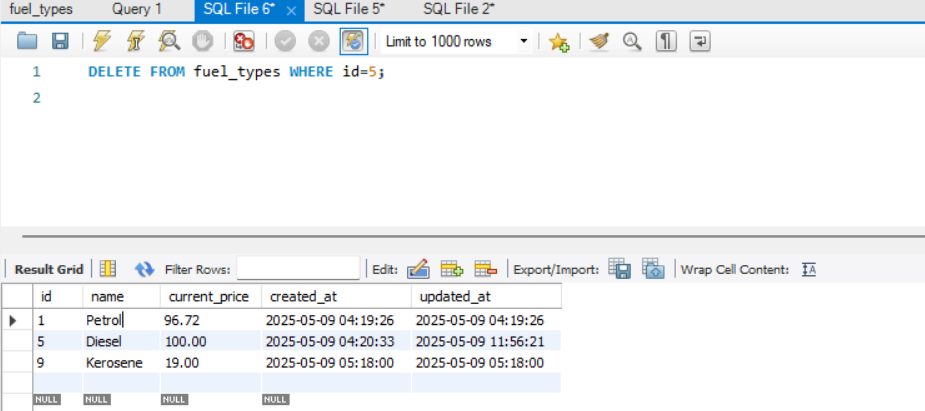 fuel_types Query 1 SQL File 6* × SQL File 5* SQL File 2*
Limit to 1000 rows
1 DELETE FROM fuel_types WHERE id=5;
2
Result Grid Filter Rows: Edit: Export/Import: Wrap Cell Content: IA
id name current_price created_at updated_at
1 Petrol 96.72 2025-05-09 04:19:26 2025-05-09 04:19:26
5 Diesel 100.00 2025-05-09 04:20:33 2025-05-09 11:56:21
9 Kerosene 19.00 2025-05-09 05:18:00 2025-05-09 05:18:00
NULL NULL NULL NULL